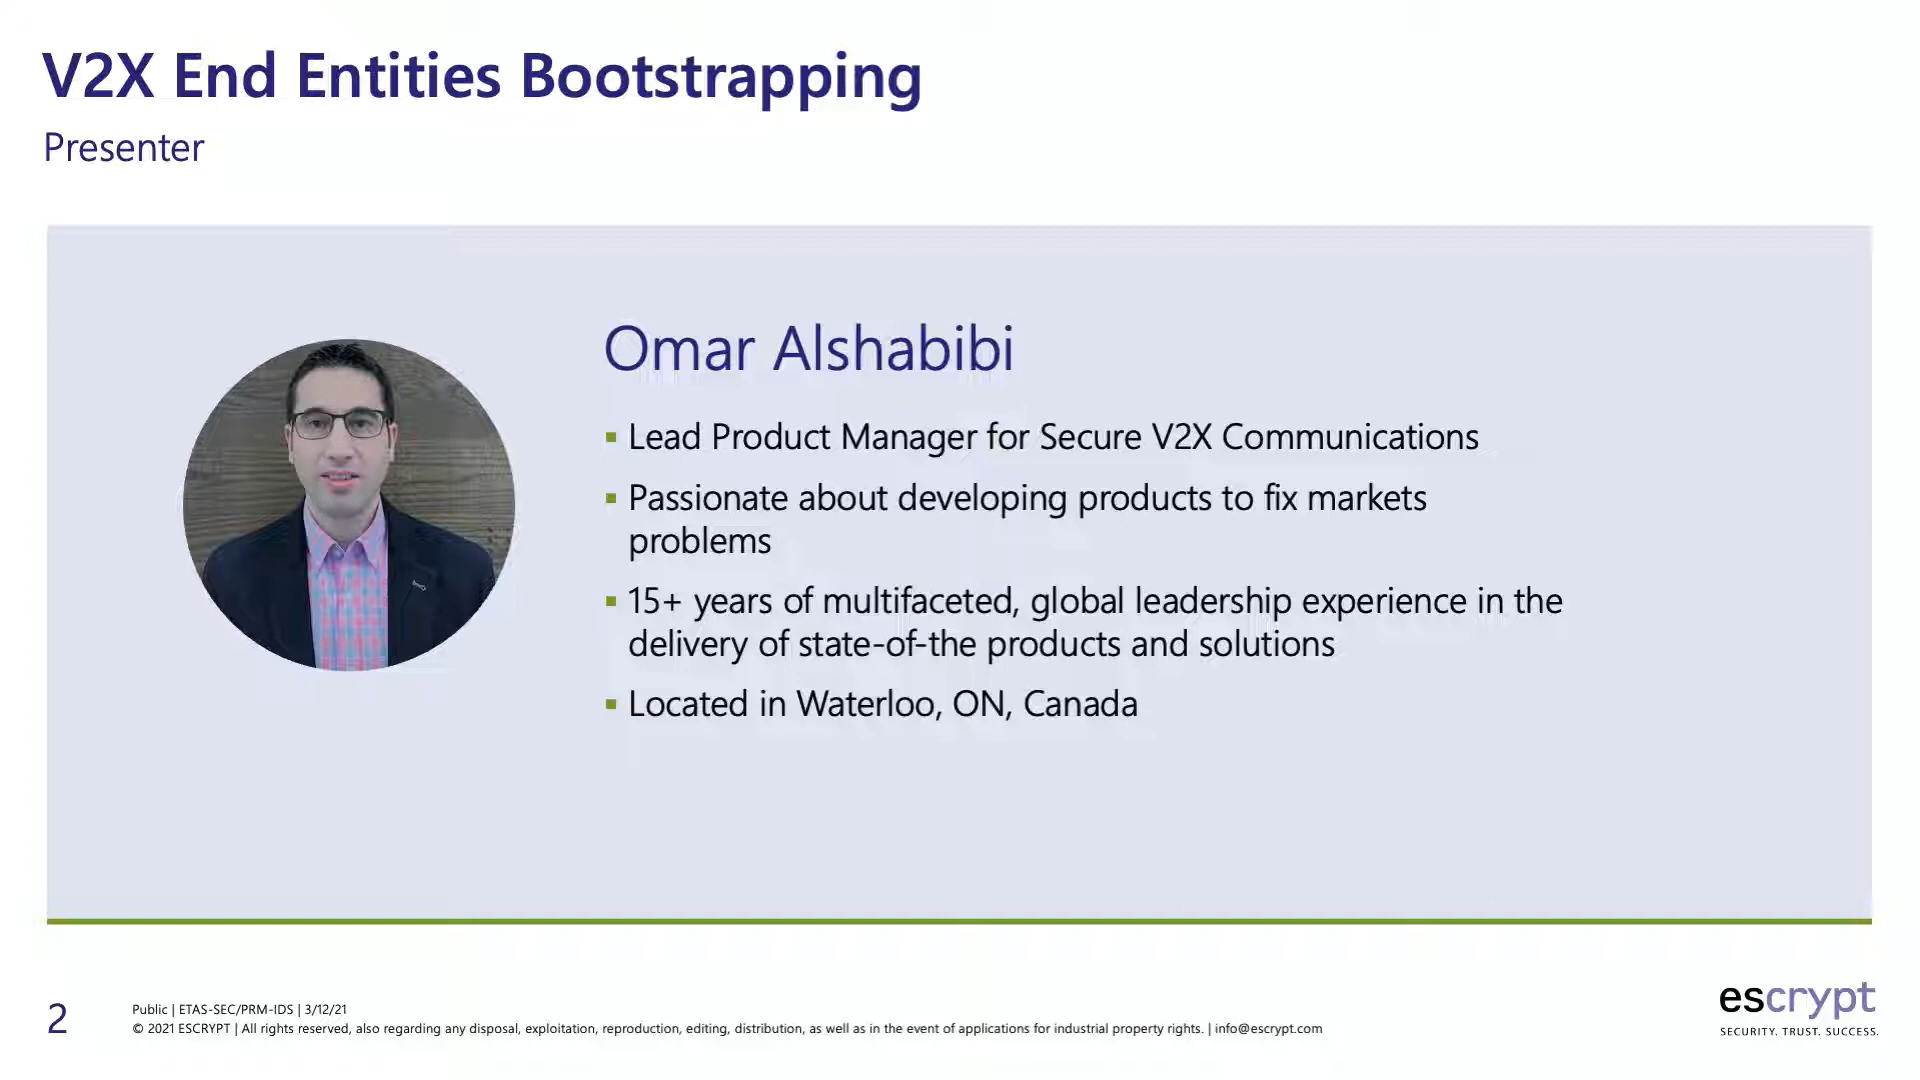 V2X End Entities Bootstrapping
Presenter
Omar Alshabibi
▪ Lead Product Manager for Secure V2X Communications
▪ Passionate about developing products to fix markets
problems
▪ 15+ years of multifaceted, global leadership experience in the
delivery of state-of-the products and solutions
▪ Located in Waterloo, ON, Canada
2
Public | ETAS-SEC/PRM-IDS | 3/12/21
© 2021 ESCRYPT | All rights reserved, also regarding any disposal, exploitation, reproduction, editing, distribution, as well as in the event of applications for industrial property rights. | info@escrypt.com
escrypt
SECURITY. TRUST. SUCCESS.